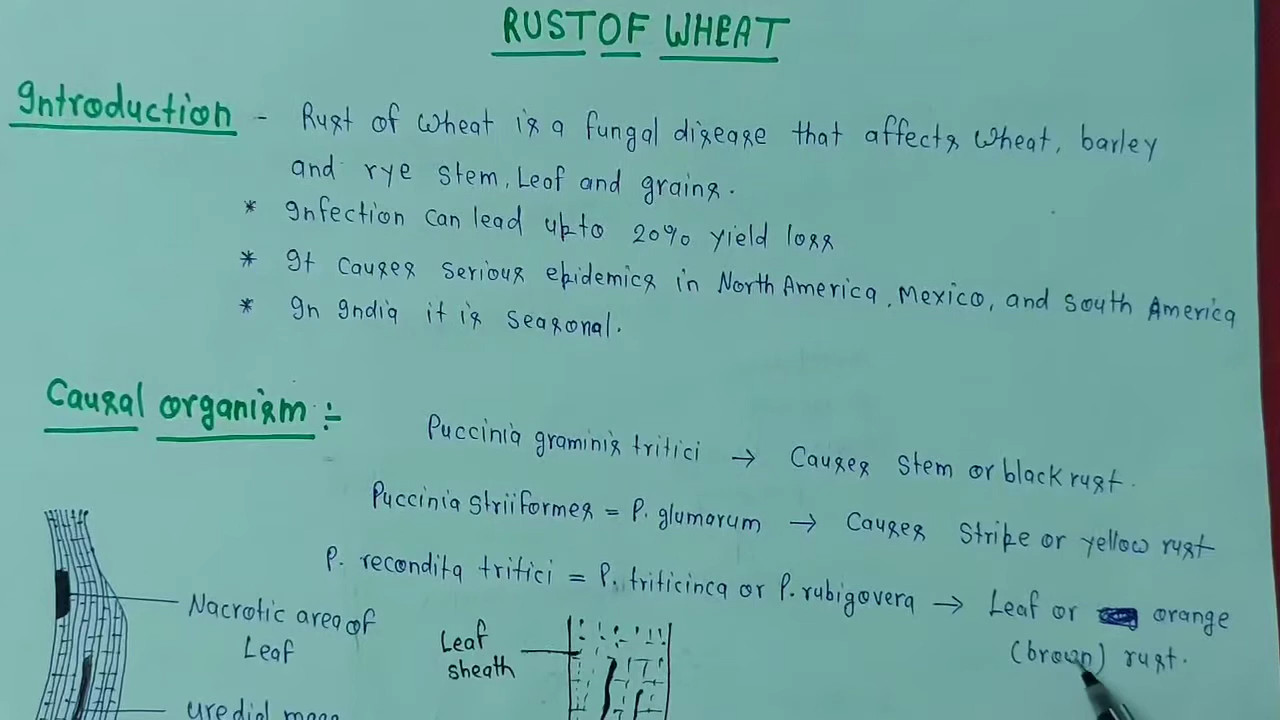 RUST OF WHEAT
Introduction - Rust of wheat is a fungal disease that affects wheat, barley
and rye stem, Leaf and grains.
* Infection can lead upto 20% yield loss
* It causes serious epidemics in North America, Mexico, and South America
* In India it is seasonal.
Causal organism :-
Puccinia graminis tritici → Causes stem or black rust.
Puccinia striiformes = P. glumarum → Causes Stripe or yellow rust
P. recondita tritici = P. triticinca or P. rubigovera → Leaf or orange
(brown) rust.
Nacrotic area of
Leaf
Leaf
sheath
uredial